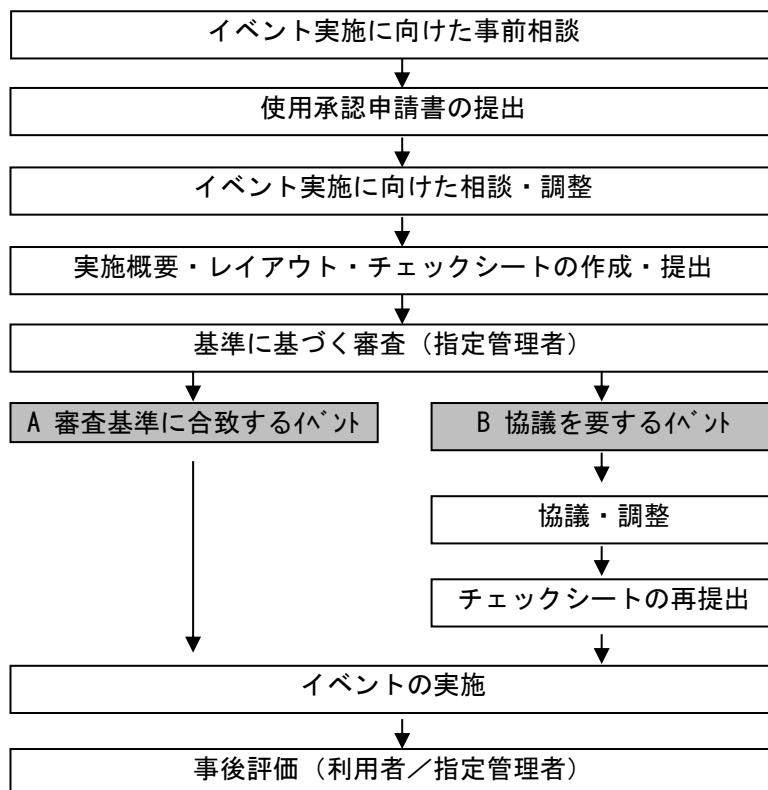 イベント実施に向けた事前相談
使用承認申請書の提出
イベント実施に向けた相談・調整
実施概要・レイアウト・チェックシートの作成・提出
基準に基づく審査（指定管理者）
A 審査基準に合致するｲﾍﾞﾝﾄ
B 協議を要するｲﾍﾞﾝﾄ
協議・調整
チェックシートの再提出
イベントの実施
事後評価（利用者／指定管理者）